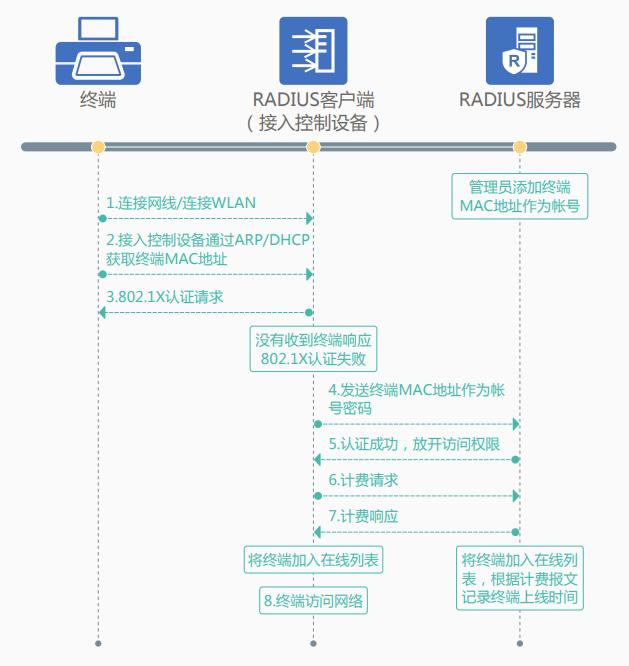 终端
RADIUS客户端
（接入控制设备）
RADIUS服务器
R
管理员添加终端
MAC地址作为帐号
1.连接网线/连接WLAN
2.接入控制设备通过ARP/DHCP
获取终端MAC地址
3.802.1X认证请求
没有收到终端响应
802.1X认证失败
4.发送终端MAC地址作为帐
号密码
5.认证成功，放开访问权限
6.计费请求
7.计费响应
将终端加入在线列表
将终端加入在线列
表，根据计费报文
记录终端上线时间
8.终端访问网络